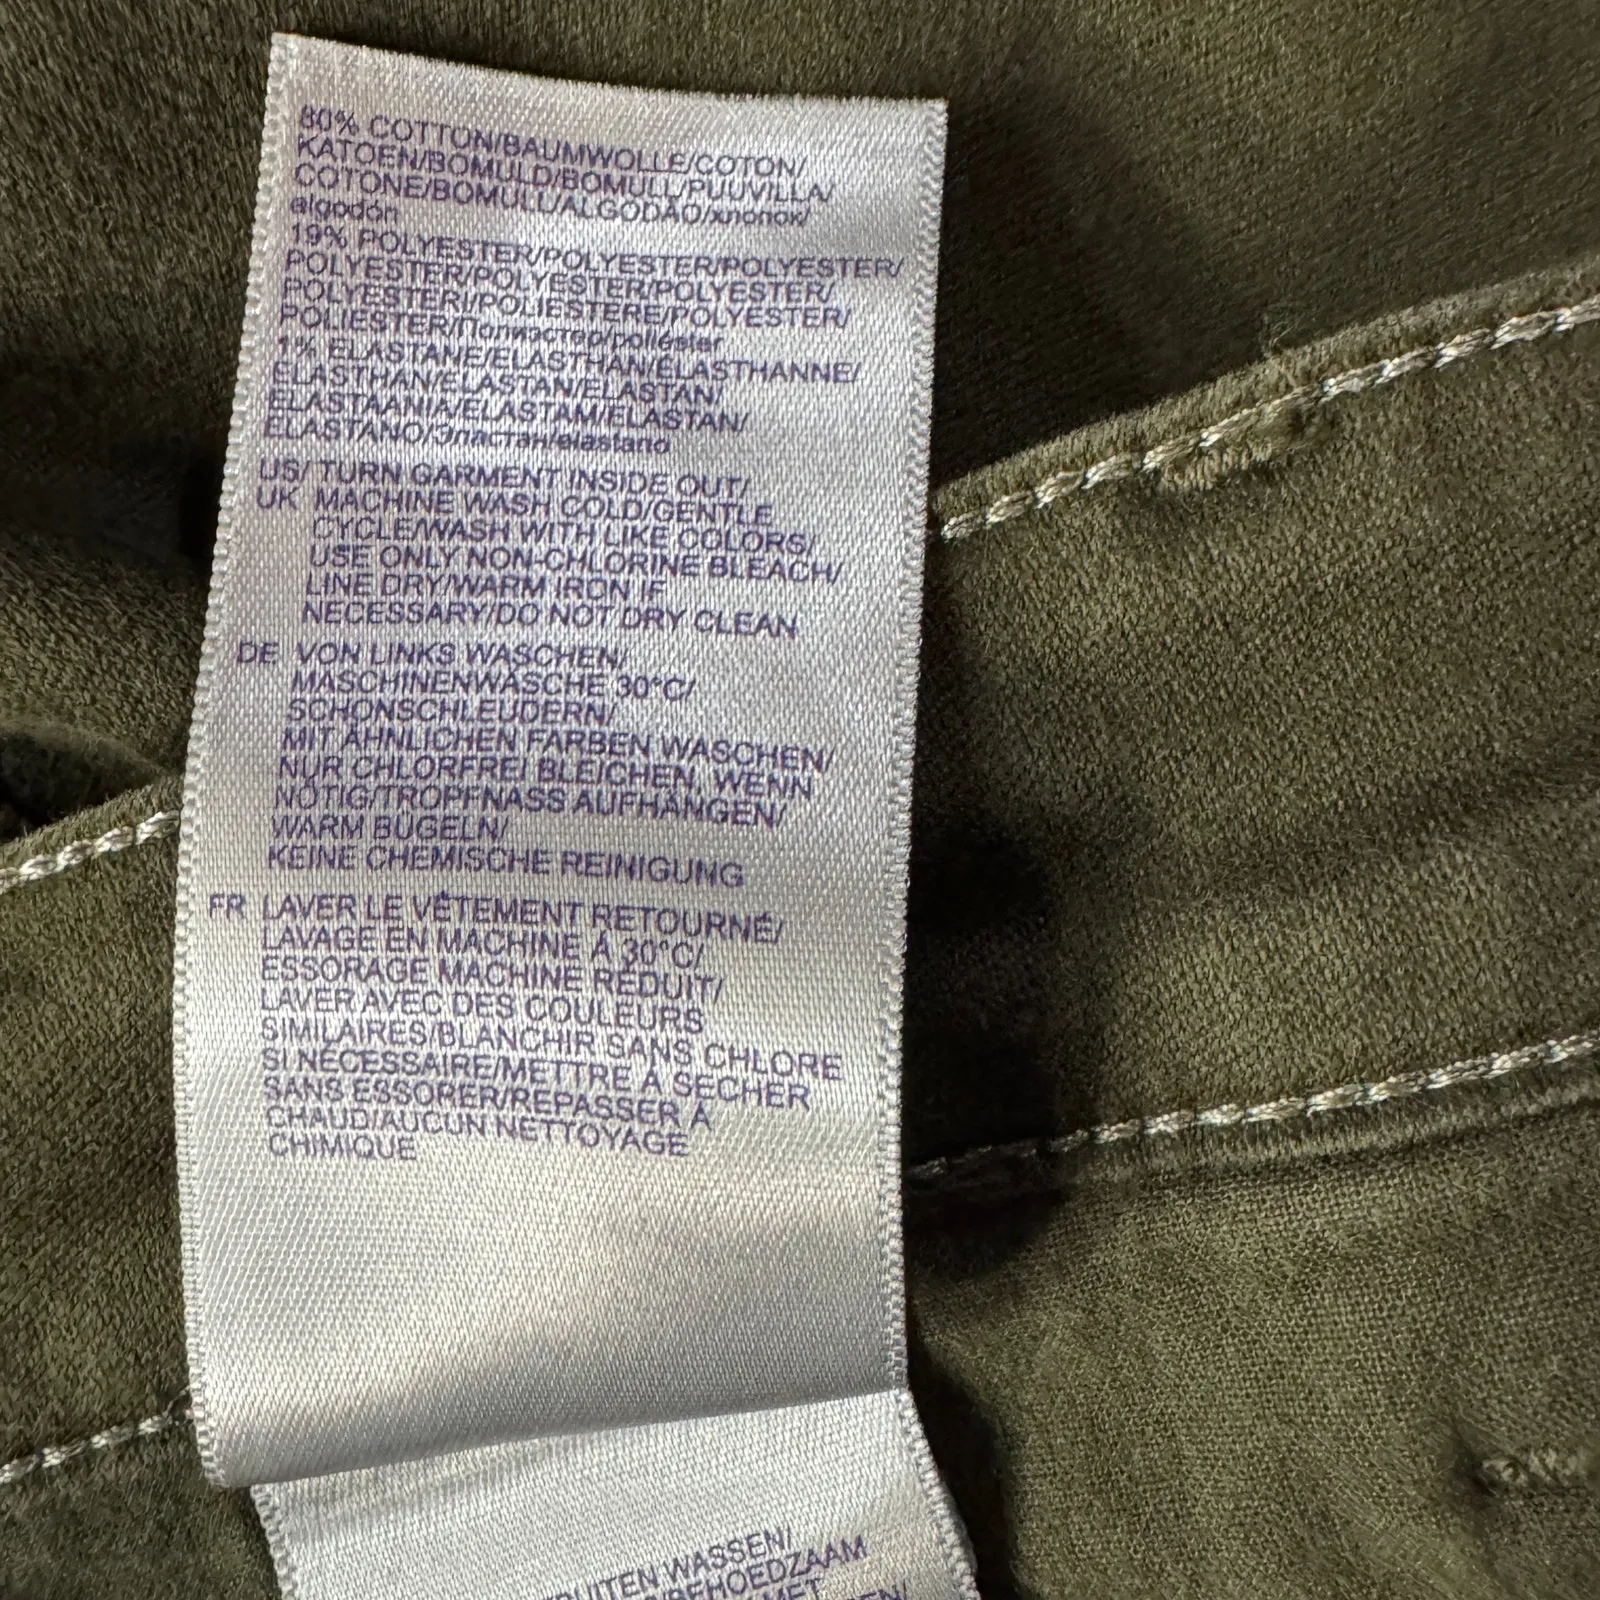 80% COTTON/BAUMWOLLE/COTON/
KATOEN/BOMULD/BOMULL/PUUVILLA/
COTONE/BOMULL/ALGODÃO/хлопок/
algodón
19% POLYESTER/POLYESTER/POLYESTER/
POLYESTER/POLYESTER/POLYESTER/
POLYESTERI/POLIESTERE/POLYESTER/
POLIESTER/Полиэстер/poliéster
1% ELASTANE/ELASTHAN/ÉLASTHANNE/
ELASTHAN/ELASTAN/ELASTAN/
ELASTAANIA/ELASTAM/ELASTAN/
ELASTANO/Эластан/elastano
US/ TURN GARMENT INSIDE OUT/
UK MACHINE WASH COLD/GENTLE
CYCLE/WASH WITH LIKE COLORS/
USE ONLY NON-CHLORINE BLEACH/
LINE DRY/WARM IRON IF
NECESSARY/DO NOT DRY CLEAN
DE VON LINKS WASCHEN/
MASCHINENWÄSCHE 30°C/
SCHONSCHLEUDERN/
MIT ÄHNLICHEN FARBEN WASCHEN/
NUR CHLORFREI BLEICHEN, WENN
NÖTIG/TROPFNASS AUFHÄNGEN/
WARM BÜGELN/
KEINE CHEMISCHE REINIGUNG
FR LAVER LE VÊTEMENT RETOURNÉ/
LAVAGE EN MACHINE À 30°C/
ESSORAGE MACHINE RÉDUIT/
LAVER AVEC DES COULEURS
SIMILAIRES/BLANCHIR SANS CHLORE
SI NÉCESSAIRE/METTRE À SÉCHER
SANS ESSORER/REPASSER À
CHAUD/AUCUN NETTOYAGE
CHIMIQUE
WASSEN/
BEHOEDZAAM
MET